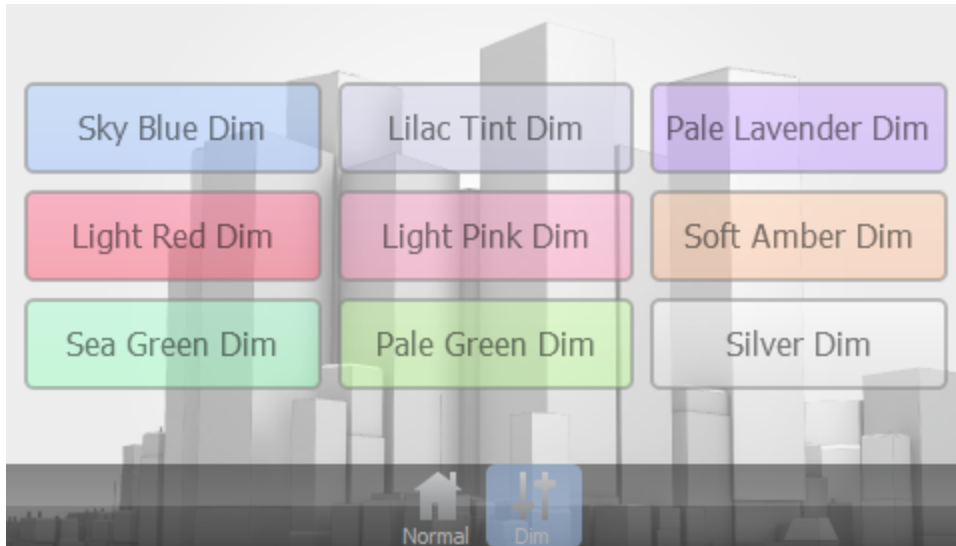 Sky Blue Dim
Lilac Tint Dim
Pale Lavender Dim
Light Red Dim
Light Pink Dim
Soft Amber Dim
Sea Green Dim
Pale Green Dim
Silver Dim
Normal
Dim